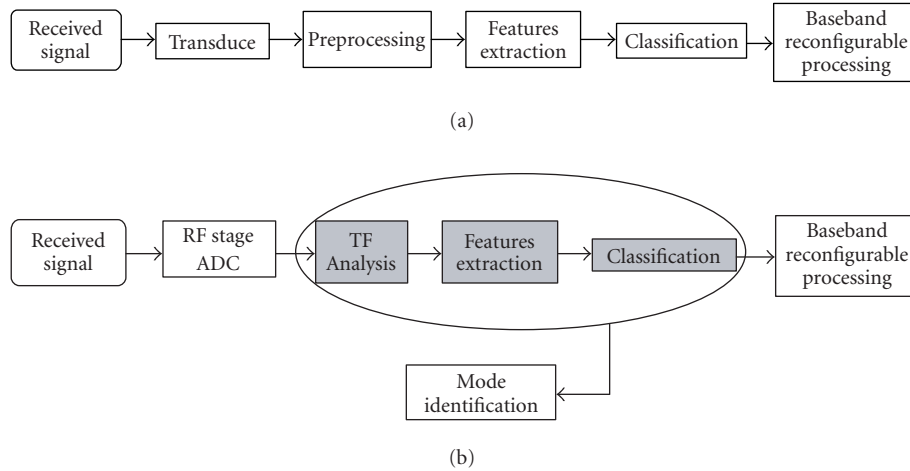 Received
signal
Transduce
Preprocessing
Features
extraction
Classification
Baseband
reconfigurable
processing
(a)
Received
signal
RF stage
ADC
TF
Analysis
Features
extraction
Classification
Baseband
reconfigurable
processing
Mode
identification
(b)